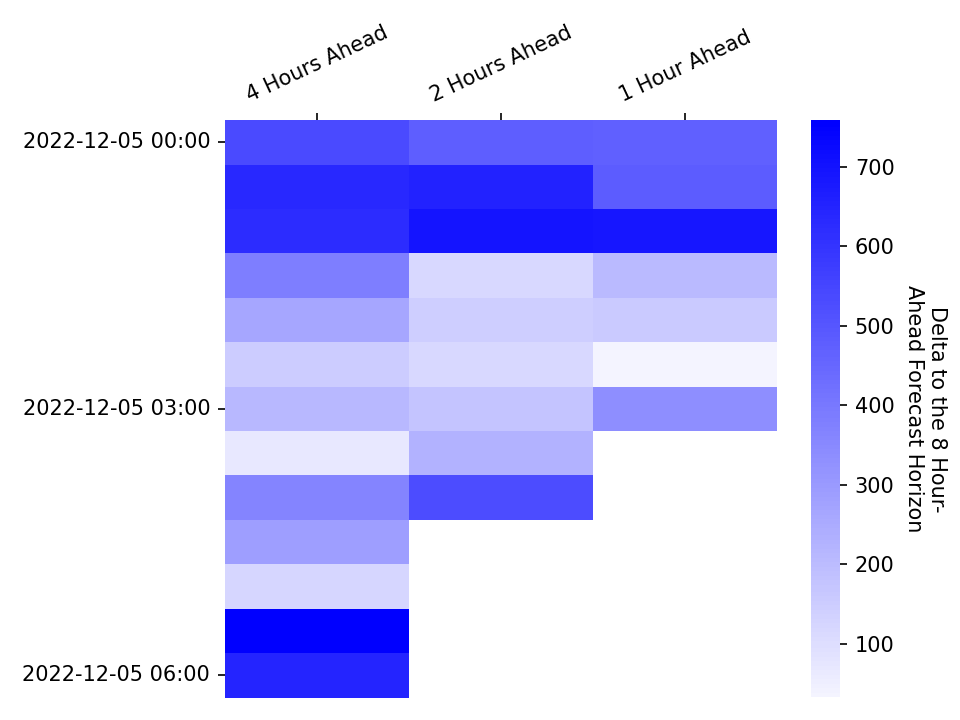 4 Hours Ahead
2 Hours Ahead
1 Hour Ahead
2022-12-05 00:00
2022-12-05 03:00
2022-12-05 06:00
700
600
500
400
300
200
100
Delta to the 8 Hour-
Ahead Forecast Horizon